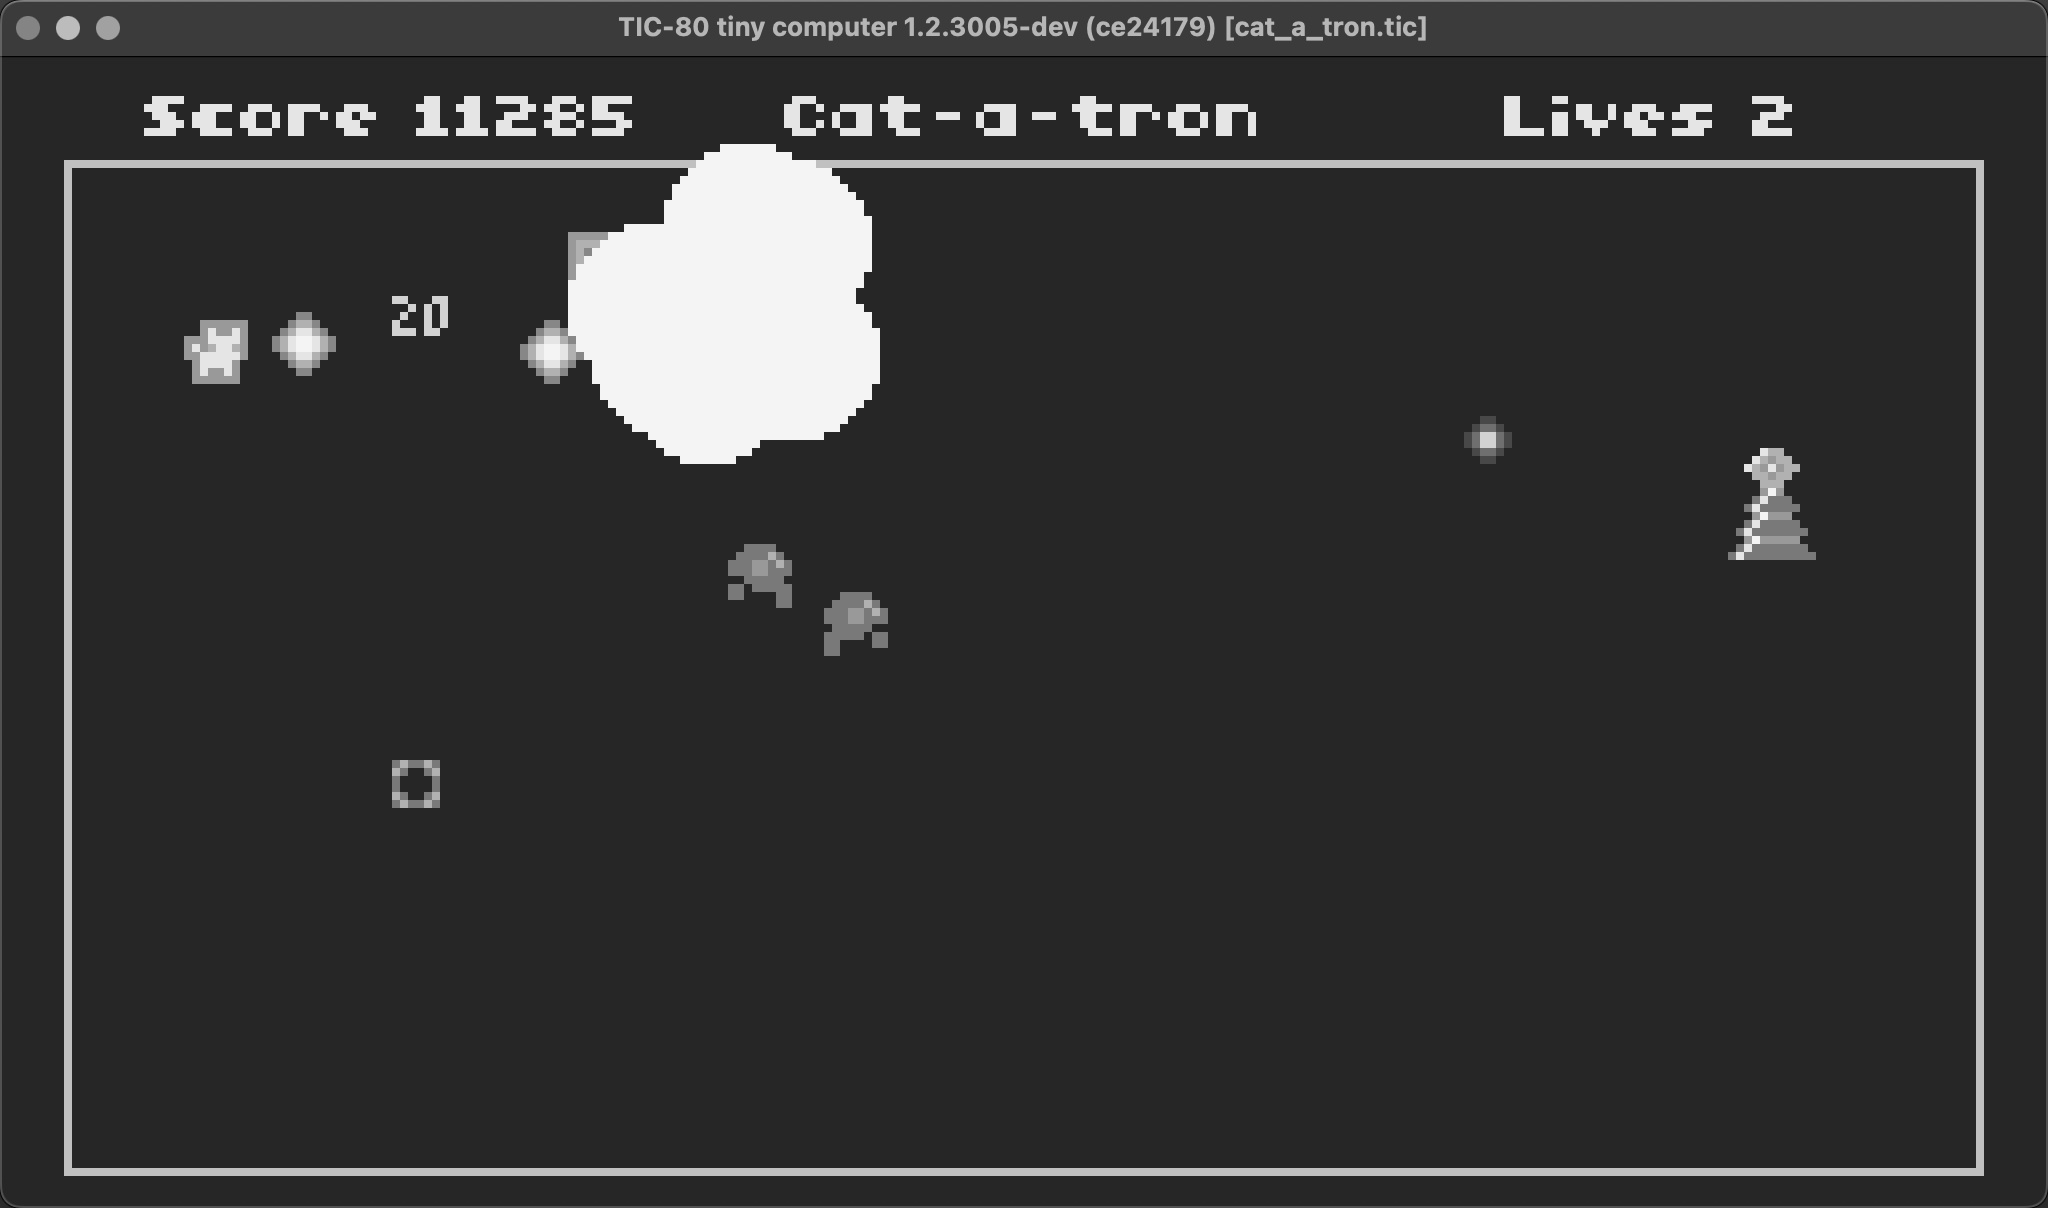 TIC-80 tiny computer 1.2.3005-dev (ce24179) [cat_a_tron.tic]
Score 11285 Cat-a-tron Lives 2
20